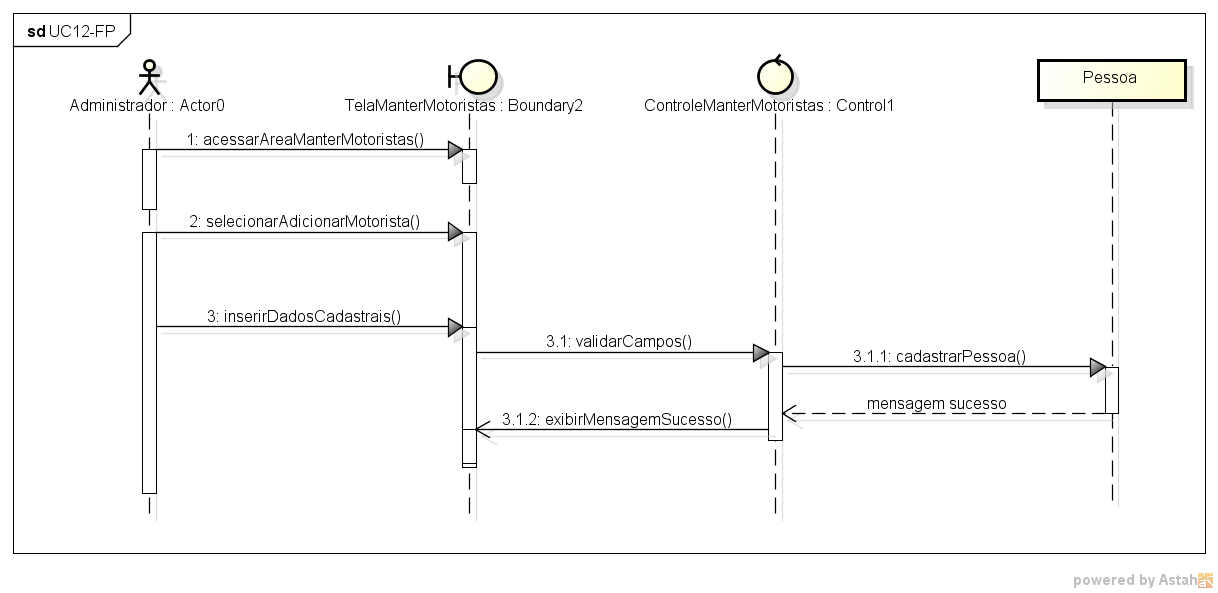 sd UC12-FP
Administrador : Actor0
TelaManterMotoristas : Boundary2
ControleManterMotoristas : Control1
Pessoa
1: acessarAreaManterMotoristas()
2: selecionarAdicionarMotorista()
3: inserirDadosCadastrais()
3.1: validarCampos()
3.1.1: cadastrarPessoa()
mensagem sucesso
3.1.2: exibirMensagemSucesso()
powered by Astah